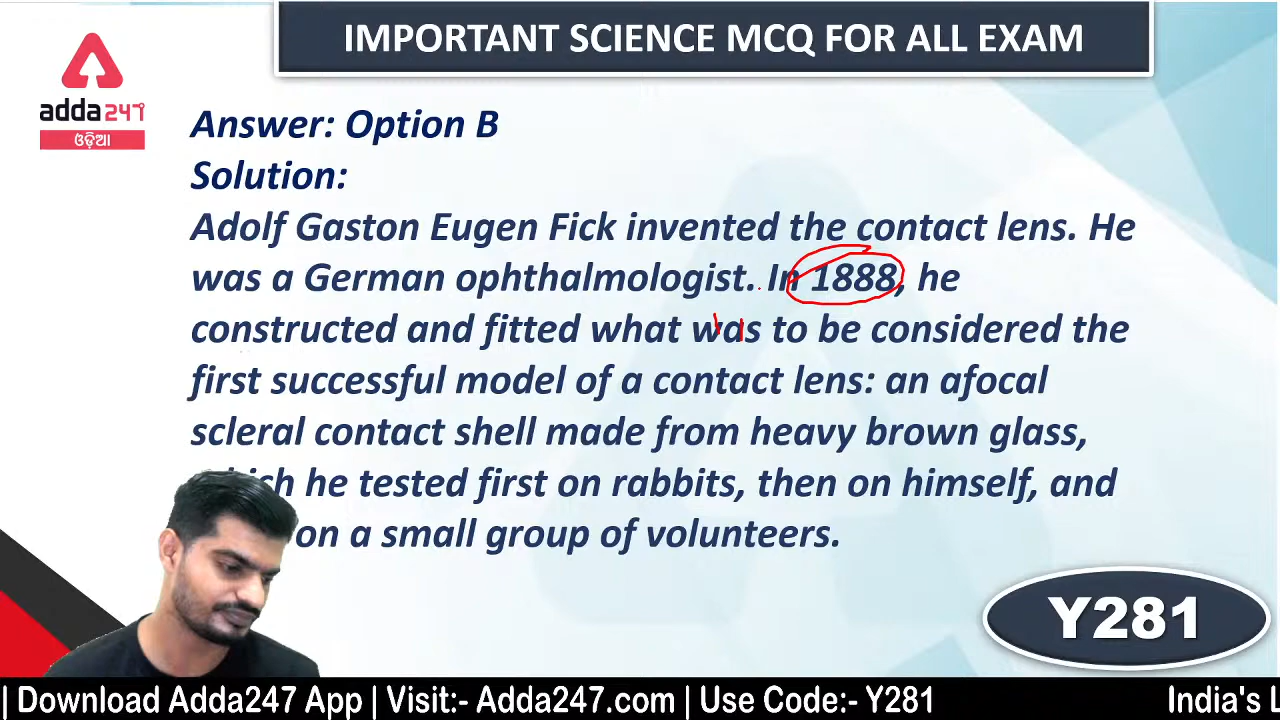 IMPORTANT SCIENCE MCQ FOR ALL EXAM
adda247
ଓଡ଼ିଆ
Answer: Option B
Solution:
Adolf Gaston Eugen Fick invented the contact lens. He
was a German ophthalmologist. In 1888, he
constructed and fitted what was to be considered the
first successful model of a contact lens: an afocal
scleral contact shell made from heavy brown glass,
he tested first on rabbits, then on himself, and
on a small group of volunteers.
Y281
| Download Adda247 App | Visit:- Adda247.com | Use Code:- Y281 India's